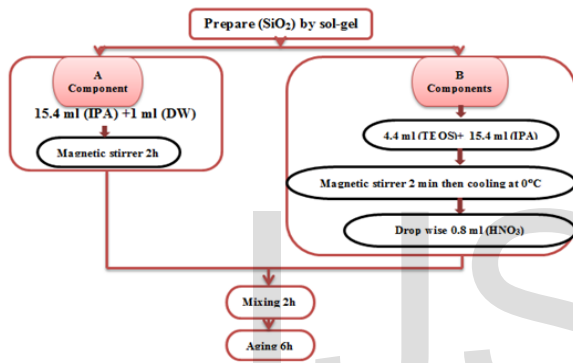 Prepare (SiO₂) by sol-gel
A
Component
15.4 ml (IPA) +1 ml (DW)
Magnetic stirrer 2h
B
Components
4.4 ml (TEOS)+ 15.4 ml (IPA)
Magnetic stirrer 2 min then cooling at 0°C
Drop wise 0.8 ml (HNO₃)
Mixing 2h
Aging 6h